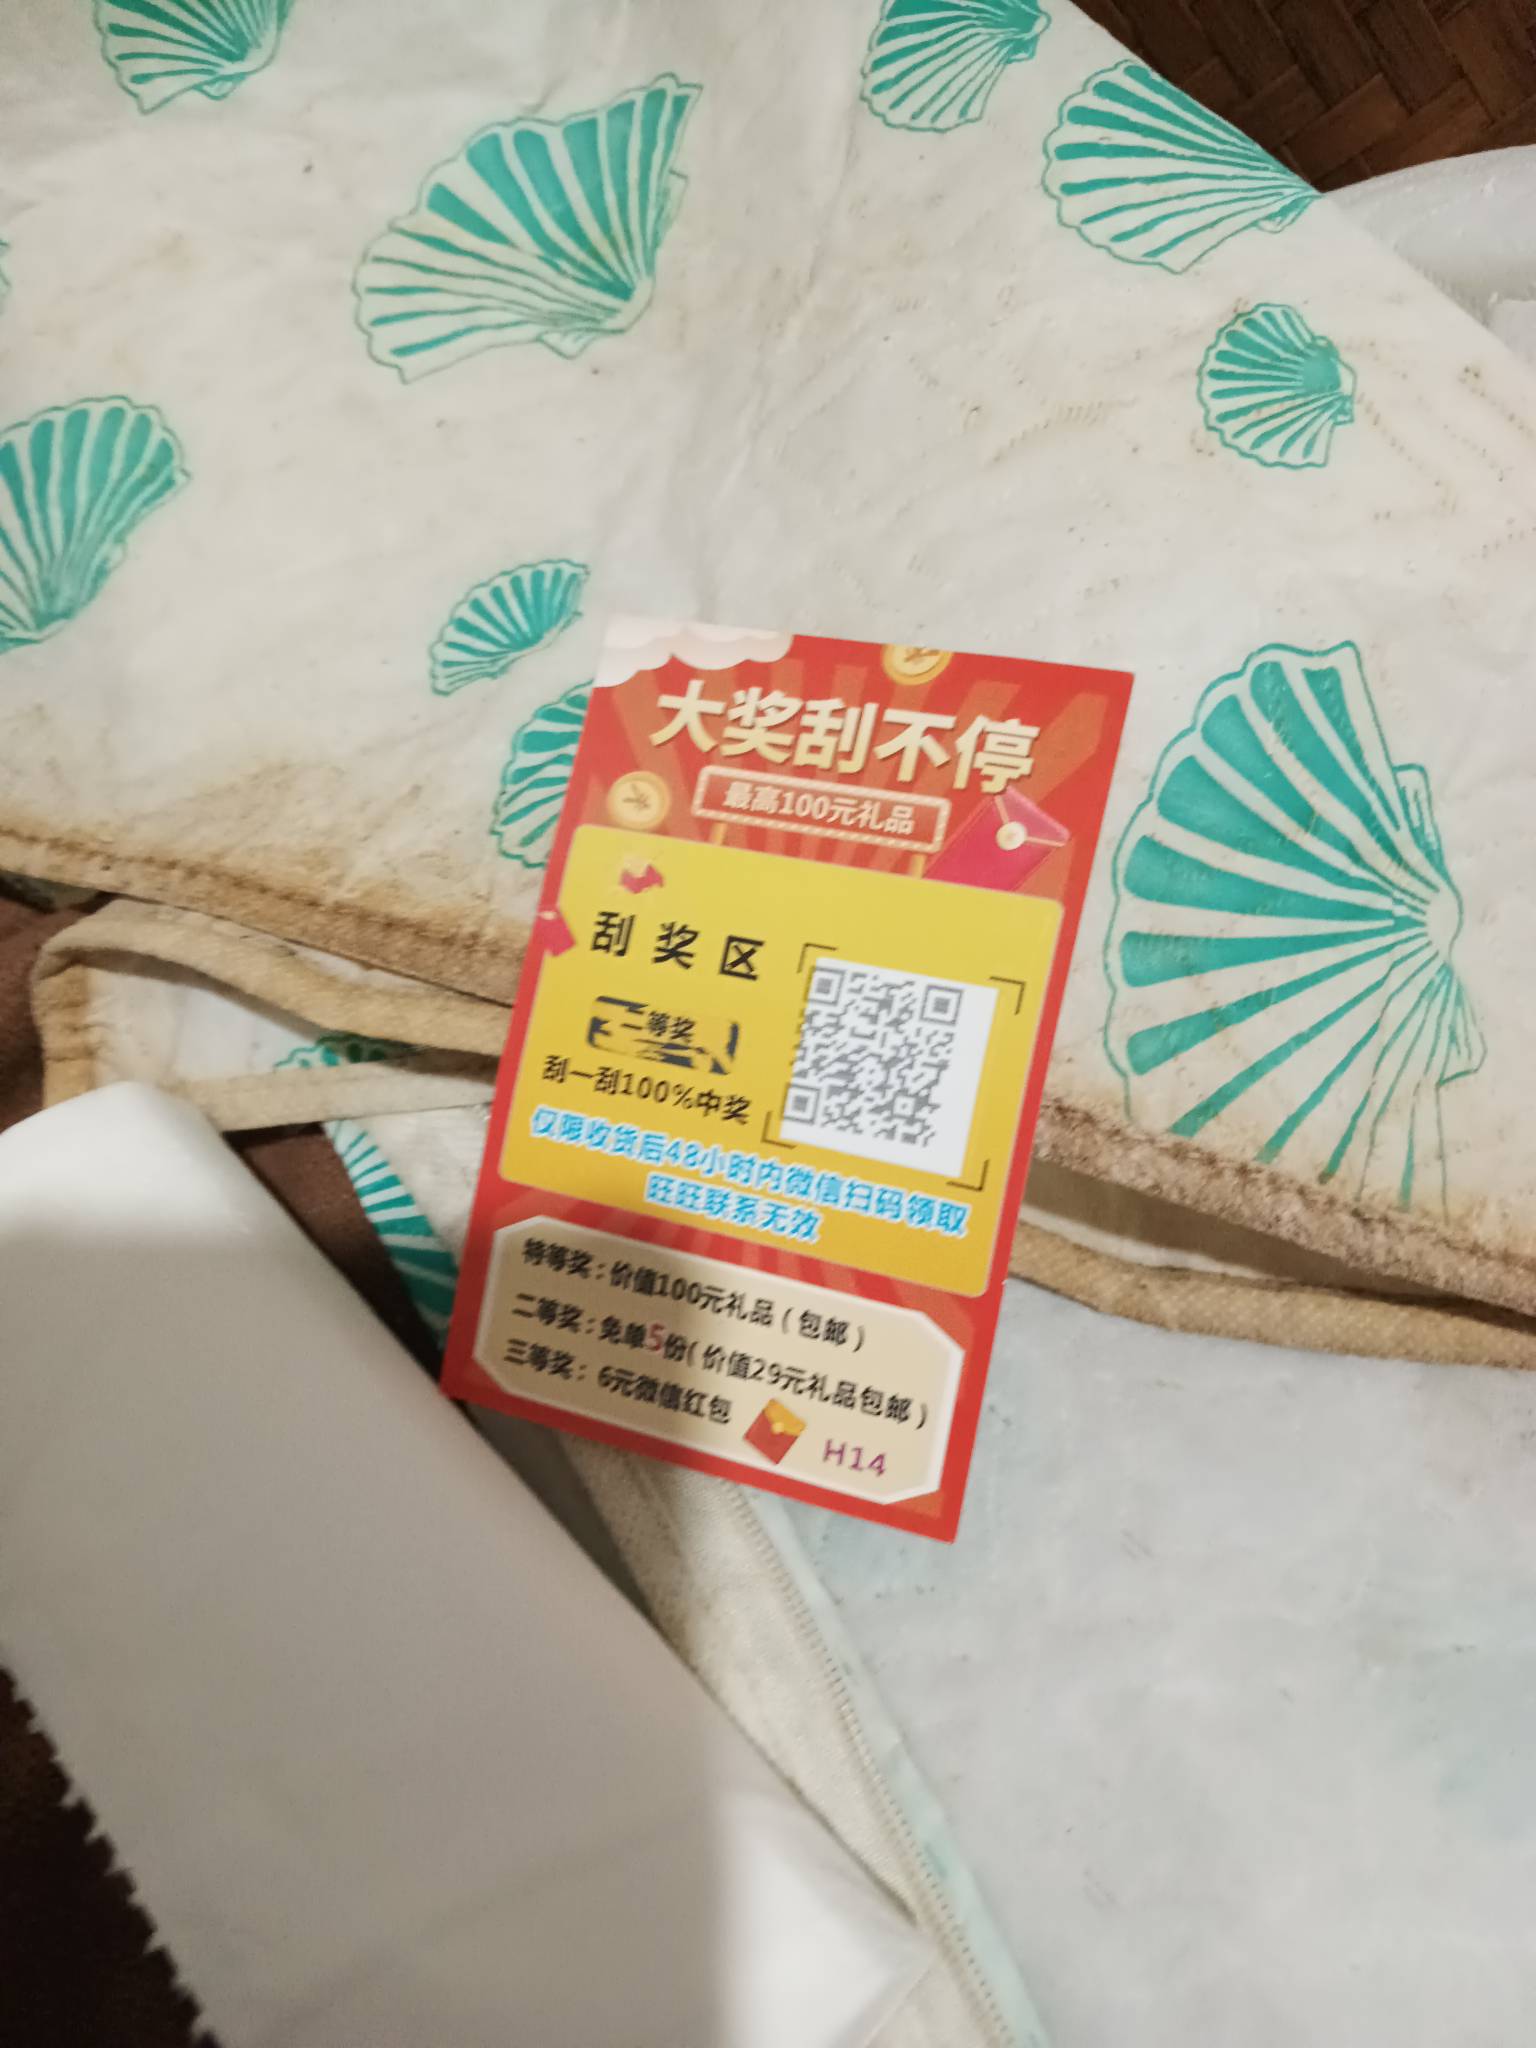 大奖刮不停
最高100元礼品
刮奖区
二等奖
刮一刮100%中奖
仅限收货后48小时内微信扫码领取
旺旺联系无效
特等奖：价值100元礼品（包邮）
二等奖：免单5份（价值29元礼品包邮）
三等奖：6元微信红包
H14